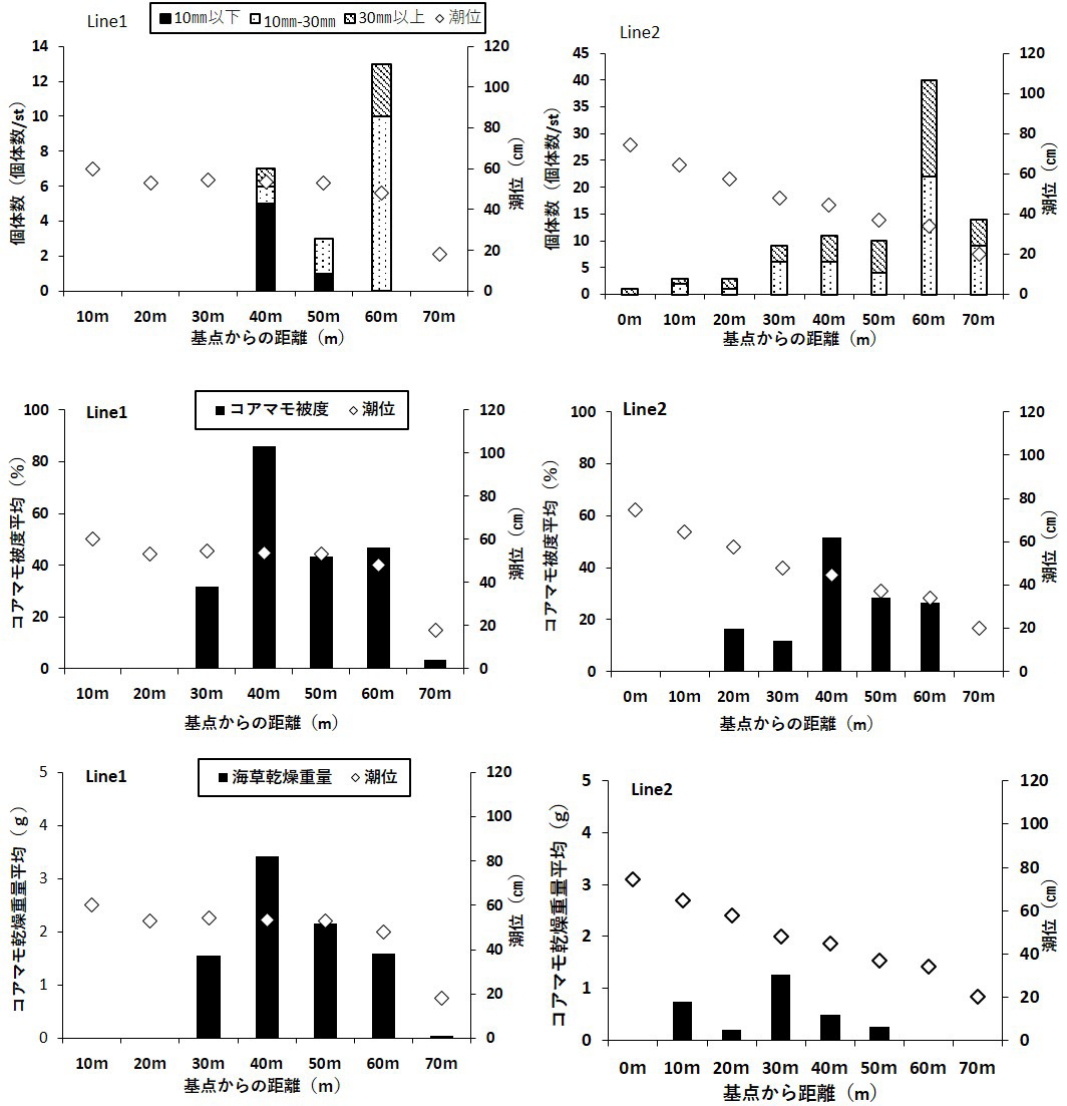 Line1
■10㎜以下 □10㎜-30㎜ 30㎜以上 ◇潮位
14
12
10
8
6
4
2
0
個体数（個体数/st）
120
100
80
60
40
20
0
潮位（㎝）
10m 20m 30m 40m 50m 60m 70m
基点からの距離（m）
Line2
45
40
35
30
25
20
15
10
5
0
個体数（個体数/st）
120
100
80
60
40
20
0
潮位（㎝）
0m 10m 20m 30m 40m 50m 60m 70m
基点からの距離（m）
Line1
■コアマモ被度 ◇潮位
100
80
60
40
20
0
コアマモ被度平均（%）
120
100
80
60
40
20
0
潮位（㎝）
10m 20m 30m 40m 50m 60m 70m
基点からの距離（m）
Line2
100
80
60
40
20
0
コアマモ被度平均（%）
120
100
80
60
40
20
0
潮位（㎝）
0m 10m 20m 30m 40m 50m 60m 70m
基点からの距離（m）
Line1
■海草乾燥重量 ◇潮位
5
4
3
2
1
0
コアマモ乾燥重量平均（g）
120
100
80
60
40
20
0
潮位（㎝）
10m 20m 30m 40m 50m 60m 70m
基点からの距離（m）
Line2
5
4
3
2
1
0
コアマモ乾燥重量平均（g）
120
100
80
60
40
20
0
潮位（㎝）
0m 10m 20m 30m 40m 50m 60m 70m
基点から距離（m）